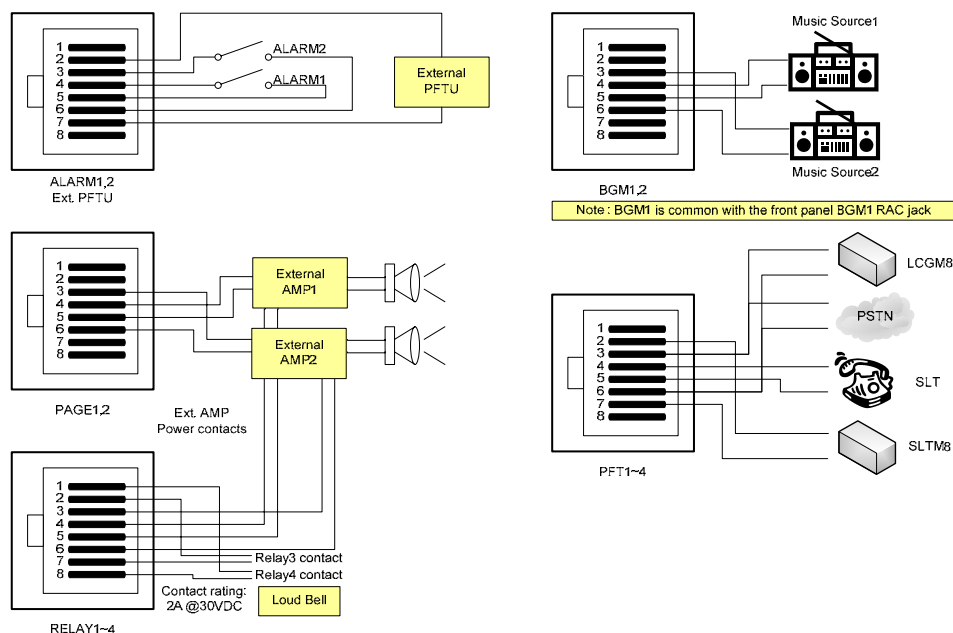 1
2
3
4
5
6
7
8
ALARM2
ALARM1
External
PFTU
ALARM1,2
Ext. PFTU
1
2
3
4
5
6
7
8
Music Source1
Music Source2
BGM1,2
Note : BGM1 is common with the front panel BGM1 RAC jack
1
2
3
4
5
6
7
8
External
AMP1
External
AMP2
PAGE1,2
Ext. AMP
Power contacts
1
2
3
4
5
6
7
8
LCGM8
PSTN
SLT
SLTM8
PFT1~4
1
2
3
4
5
6
7
8
Relay3 contact
Relay4 contact
Contact rating:
2A @30VDC
Loud Bell
RELAY1~4